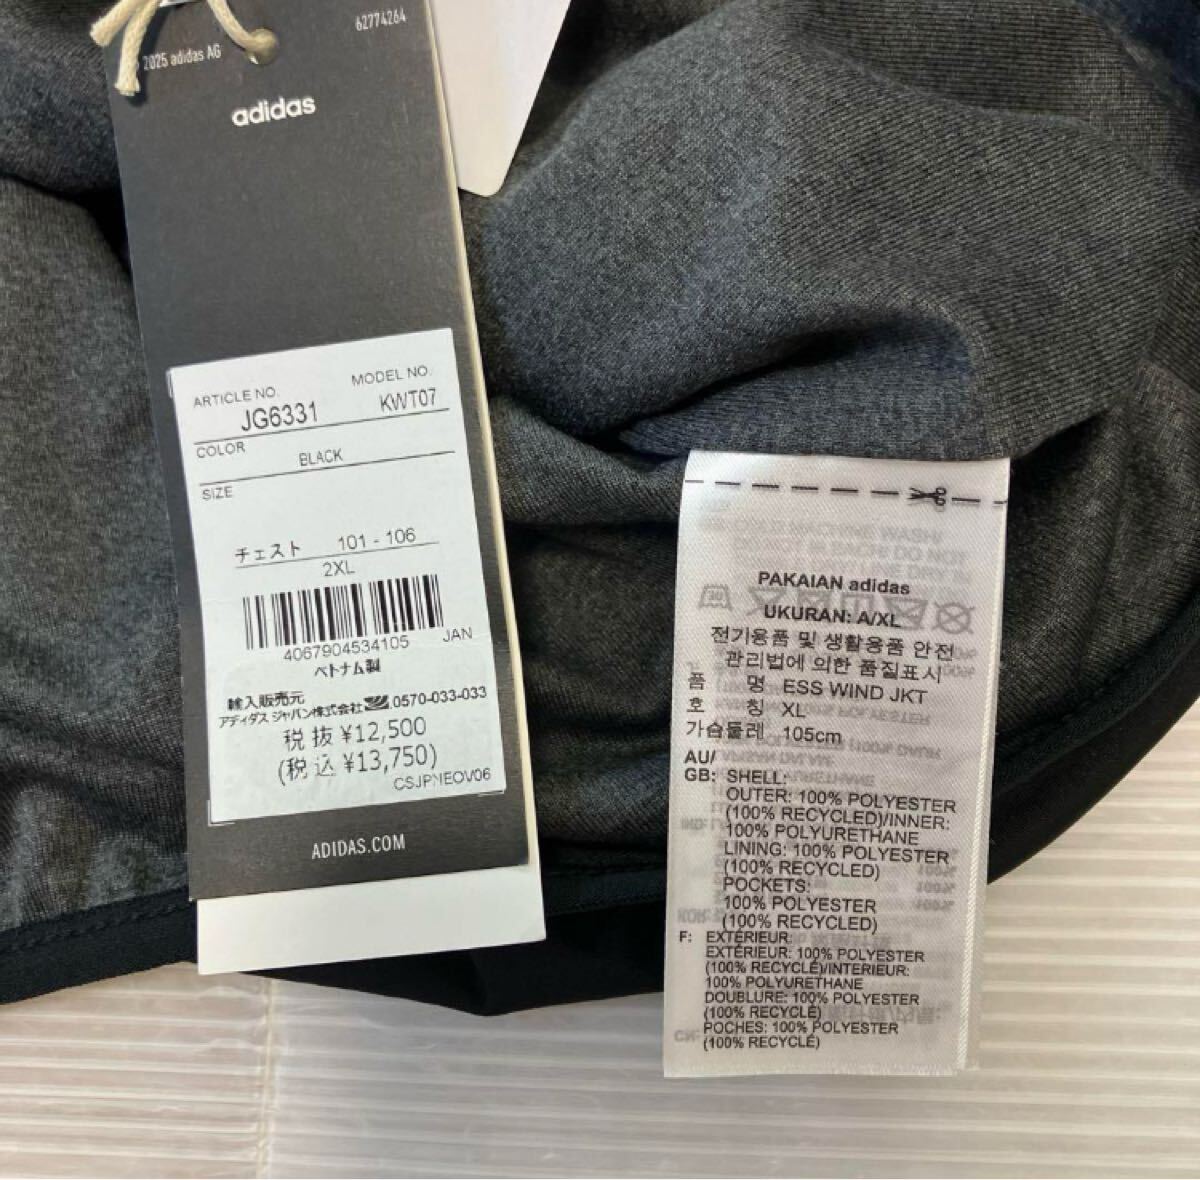 2025 adidas AG
62774264
adidas
ARTICLE NO.
MODEL NO.
JG6331
KWT07
COLOR
BLACK
SIZE
チェスト 101 - 106
2XL
4067904534105
JAN
ベトナム製
輸入販売元
アディダス ジャパン株式会社 0570-033-033
税抜 ¥12,500
(税込 ¥13,750)
CSJPNEOV06
ADIDAS.COM
PAKAIAN adidas
UKURAN: A/XL
전기용품 및 생활용품 안전
관리법에 의한 품질표시
품 명 ESS WIND JKT
호 칭 XL
가슴둘레 105cm
AU/
GB: SHELL:
OUTER: 100% POLYESTER
(100% RECYCLED)/INNER:
100% POLYURETHANE
LINING: 100% POLYESTER
(100% RECYCLED)
POCKETS:
100% POLYESTER
(100% RECYCLED)
F: EXTÉRIEUR
EXTÉRIEUR: 100% POLYESTER
(100% RECYCLÉ)/INTERIEUR:
100% POLYURETHANE
DOUBLURE: 100% POLYESTER
(100% RECYCLÉ)
POCHES: 100% POLYESTER
(100% RECYCLÉ)